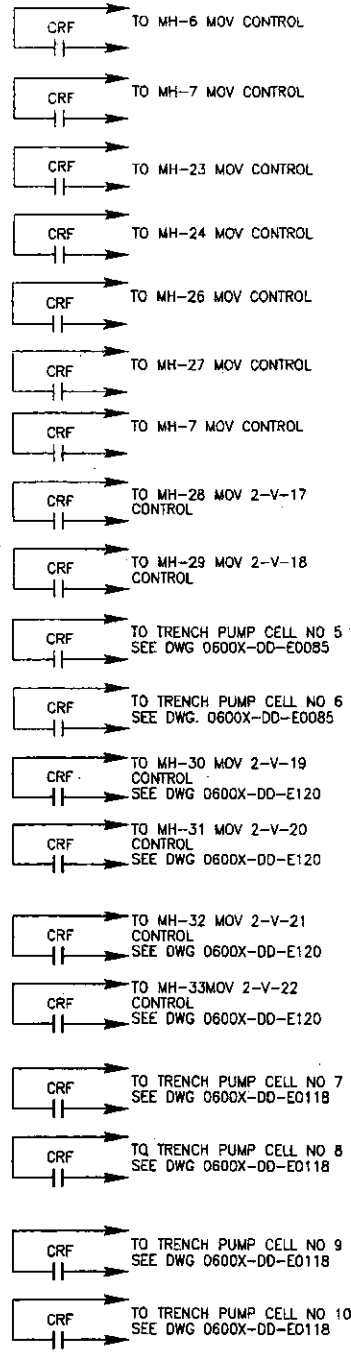 CRF
TO MH-6 MOV CONTROL
CRF
TO MH-7 MOV CONTROL
CRF
TO MH-23 MOV CONTROL
CRF
TO MH-24 MOV CONTROL
CRF
TO MH-26 MOV CONTROL
CRF
TO MH-27 MOV CONTROL
CRF
TO MH-7 MOV CONTROL
CRF
TO MH-28 MOV 2-V-17
CONTROL
CRF
TO MH-29 MOV 2-V-18
CONTROL
CRF
TO TRENCH PUMP CELL NO 5
SEE DWG 0600X-DD-E0085
CRF
TO TRENCH PUMP CELL NO 6
SEE DWG. 0600X-DD-E0085
CRF
TO MH-30 MOV 2-V-19
CONTROL
SEE DWG 0600X-DD-E120
CRF
TO MH-31 MOV 2-V-20
CONTROL
SEE DWG 0600X-DD-E120
CRF
TO MH-32 MOV 2-V-21
CONTROL
SEE DWG 0600X-DD-E120
CRF
TO MH-33MOV 2-V-22
CONTROL
SEE DWG 0600X-DD-E120
CRF
TO TRENCH PUMP CELL NO 7
SEE DWG 0600X-DD-E0118
CRF
TO TRENCH PUMP CELL NO 8
SEE DWG 0600X-DD-E0118
CRF
TO TRENCH PUMP CELL NO 9
SEE DWG 0600X-DD-E0118
CRF
TO TRENCH PUMP CELL NO 10
SEE DWG 0600X-DD-E0118